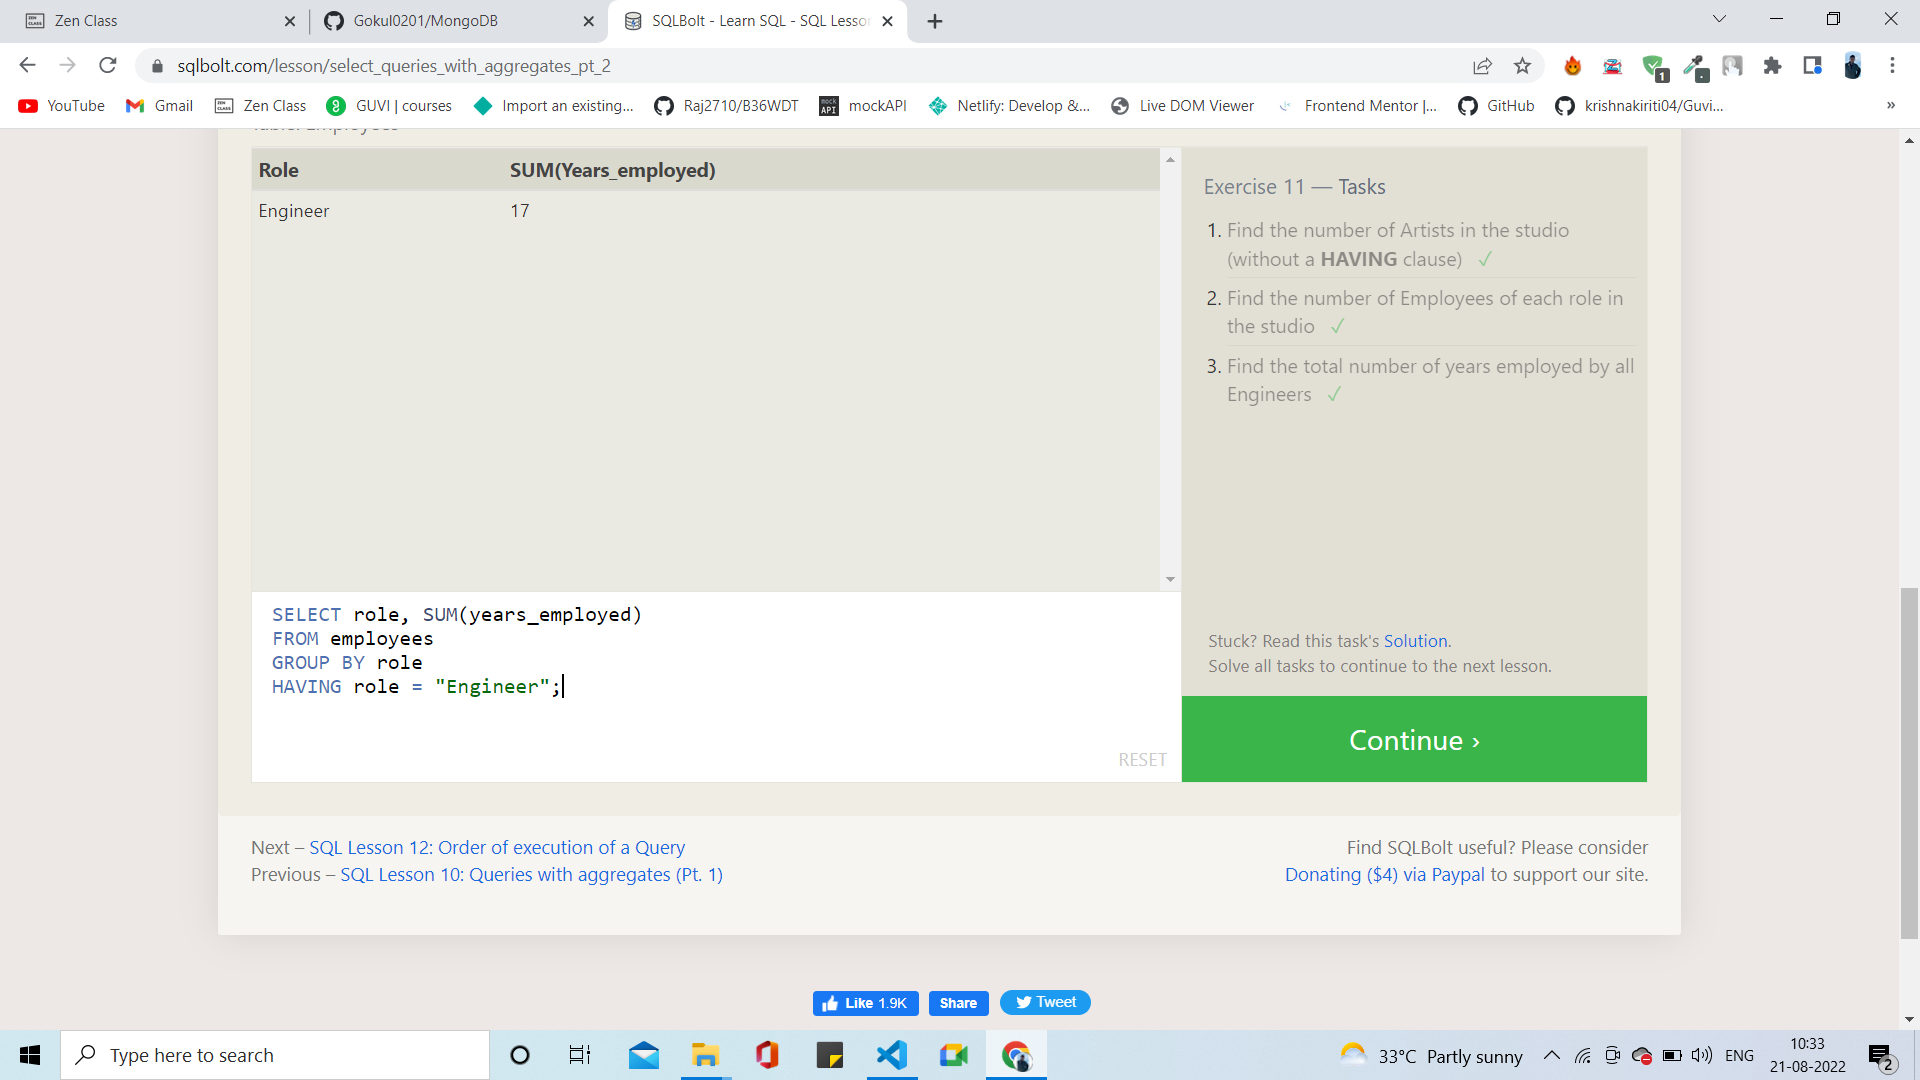 Zen Class
Gokul0201/MongoDB
SQLBolt - Learn SQL - SQL Lesson
sqlbolt.com/lesson/select_queries_with_aggregates_pt_2
1
YouTube
Gmail
Zen Class
GUVI | courses
Import an existing...
Raj2710/B36WDT
mockAPI
Netlify: Develop &...
Live DOM Viewer
Frontend Mentor |...
GitHub
krishnakiriti04/Guvi...
»
Table: Employees
Role SUM(Years_employed)
Engineer 17
Exercise 11 — Tasks
1. Find the number of Artists in the studio
(without a HAVING clause) ✓
2. Find the number of Employees of each role in
the studio ✓
3. Find the total number of years employed by all
Engineers ✓
SELECT role, SUM(years_employed)
FROM employees
GROUP BY role
HAVING role = "Engineer";
RESET
Stuck? Read this task's Solution.
Solve all tasks to continue to the next lesson.
Continue ›
Next – SQL Lesson 12: Order of execution of a Query
Previous – SQL Lesson 10: Queries with aggregates (Pt. 1)
Find SQLBolt useful? Please consider
Donating ($4) via Paypal to support our site.
Like 1.9K
Share
Tweet
Type here to search
33°C Partly sunny
ENG
10:33
21-08-2022
2